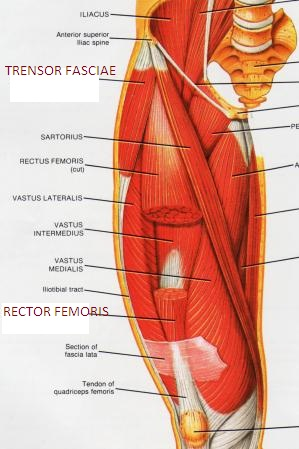 ILIACUS
Anterior superior
iliac spine
TRENSOR FASCIAE
SARTORIUS
RECTUS FEMORIS
(cut)
VASTUS LATERALIS
VASTUS
INTERMEDIUS
VASTUS
MEDIALIS
Iliotibial tract
RECTOR FEMORIS
Section of
fascia lata
Tendon of
quadriceps femoris
PE
A